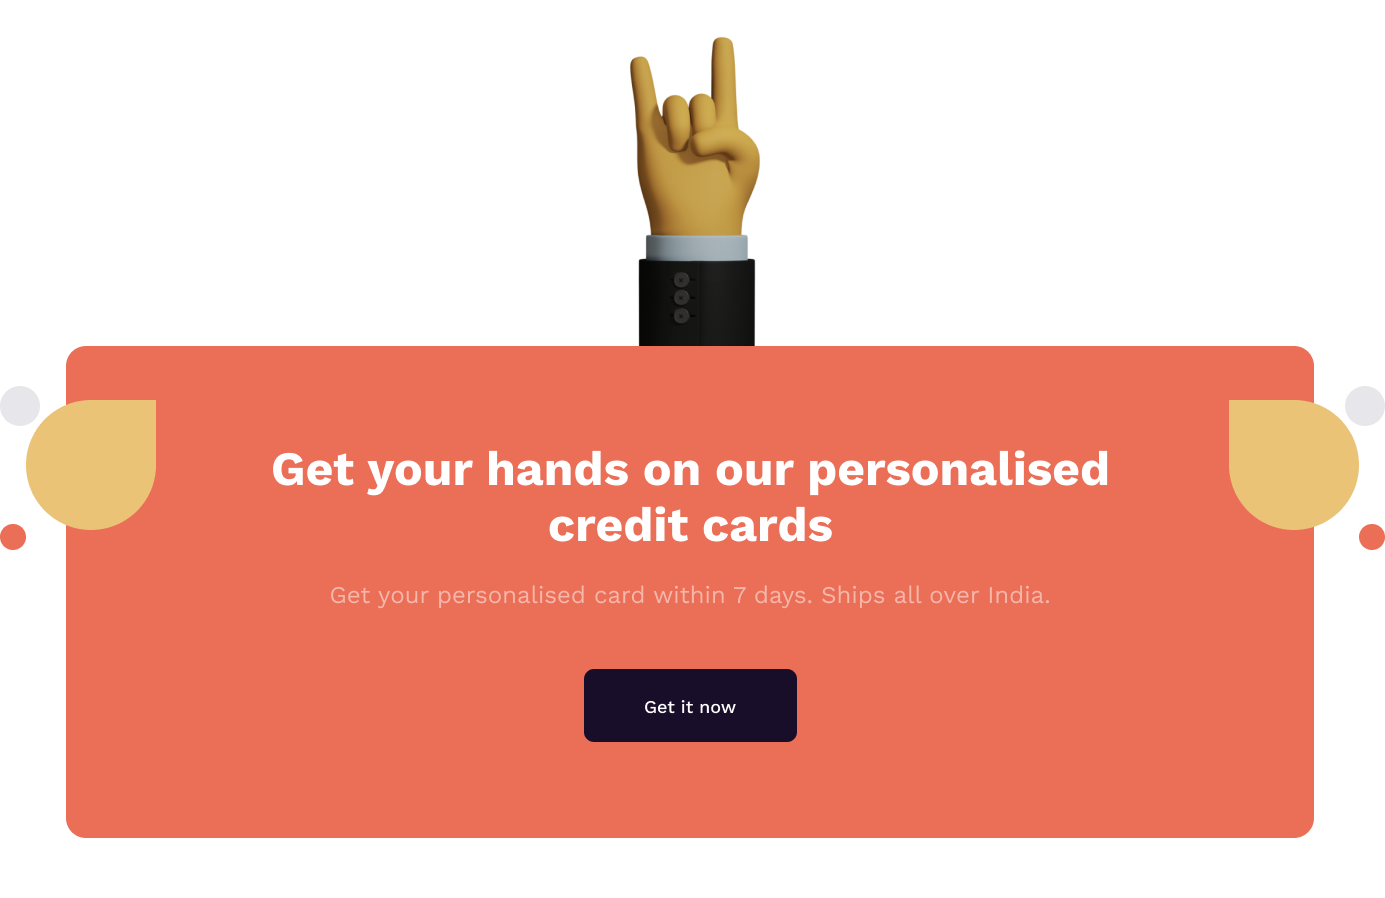 Get your hands on our personalised
credit cards
Get your personalised card within 7 days. Ships all over India.
Get it now